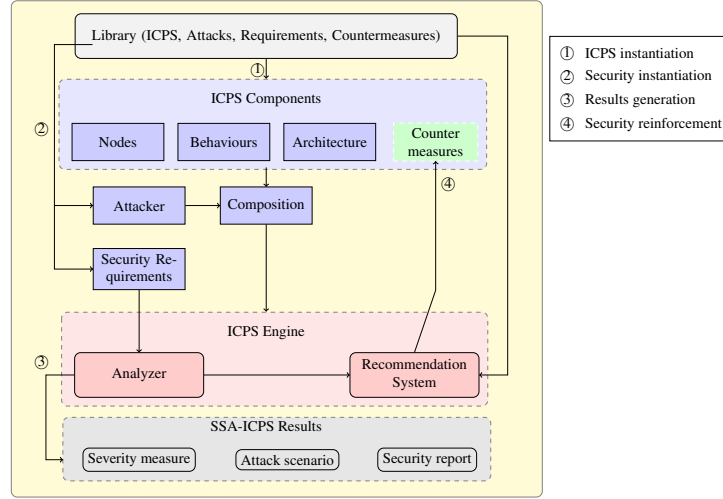 Library (ICPS, Attacks, Requirements, Countermeasures)
①
ICPS Components
②
Nodes
Behaviours
Architecture
Counter
measures
④
Attacker
Composition
Security Re-
quirements
ICPS Engine
③
Analyzer
Recommendation
System
SSA-ICPS Results
Severity measure
Attack scenario
Security report
① ICPS instantiation
② Security instantiation
③ Results generation
④ Security reinforcement